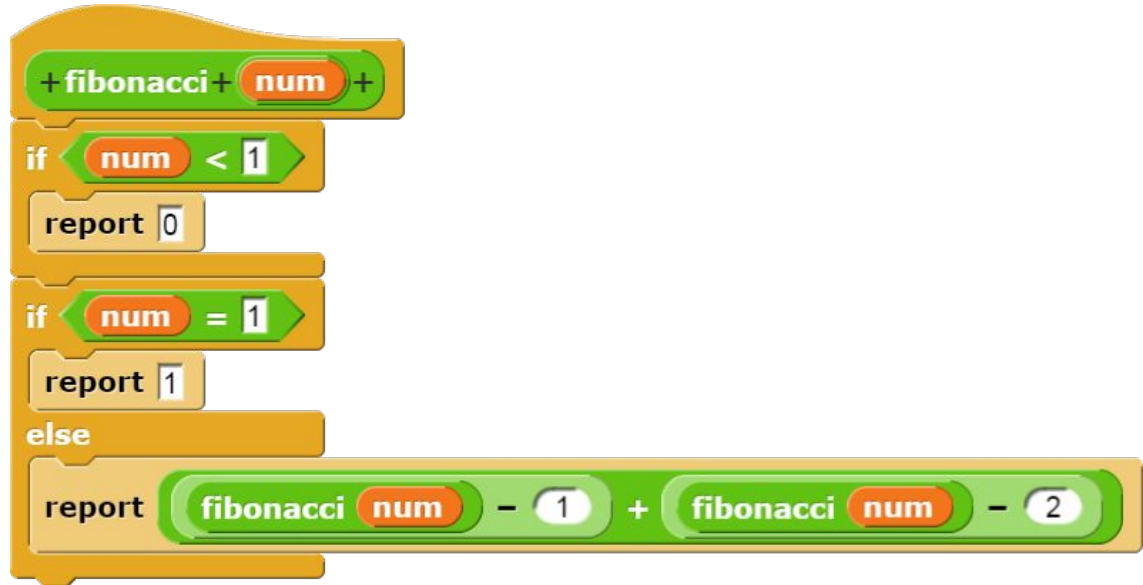 +fibonacci+ num +
if num < 1
report 0
if num = 1
report 1
else
report fibonacci num - 1 + fibonacci num - 2